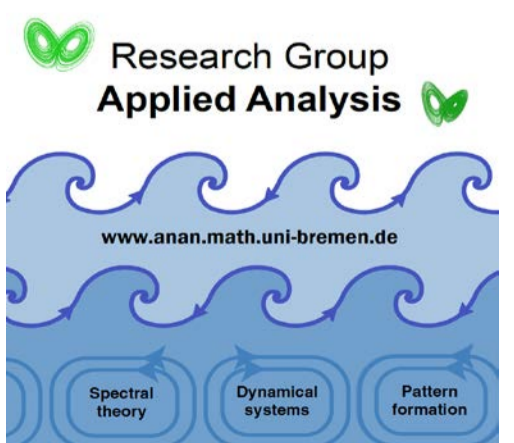 Research Group
Applied Analysis
www.anan.math.uni-bremen.de
Spectral
theory
Dynamical
systems
Pattern
formation